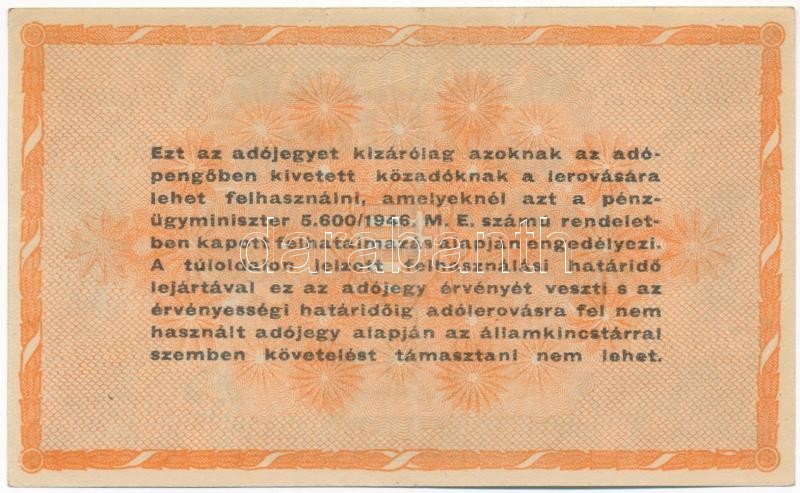 Ezt az adójegyet kizárólag azoknak az adó-
pengőben kivetett közadóknak a lerovására
lehet felhasználni, amelyeknél azt a pénz-
ügyminiszter 5.600/1946. M. E. számú rendelet-
ben kapott felhatalmazás alapján engedélyezi.
A túloldalon jelzett felhasználási határidő
lejártával ez az adójegy érvényét veszti s az
érvényességi határidőig adólerovásra fel nem
használt adójegy alapján az államkincstárral
szemben követelést támasztani nem lehet.
darabanth